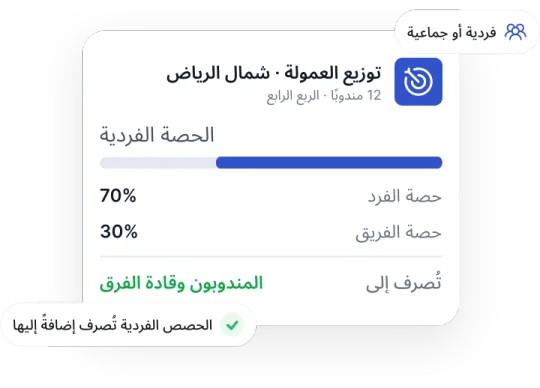 فردية أو جماعية
توزيع العمولة · شمال الرياض
12 مندوبًا · الربع الرابع
الحصة الفردية
حصة الفرد 70%
حصة الفريق 30%
تُصرف إلى المندوبون وقادة الفرق
الحصص الفردية تُصرف إضافةً إليها